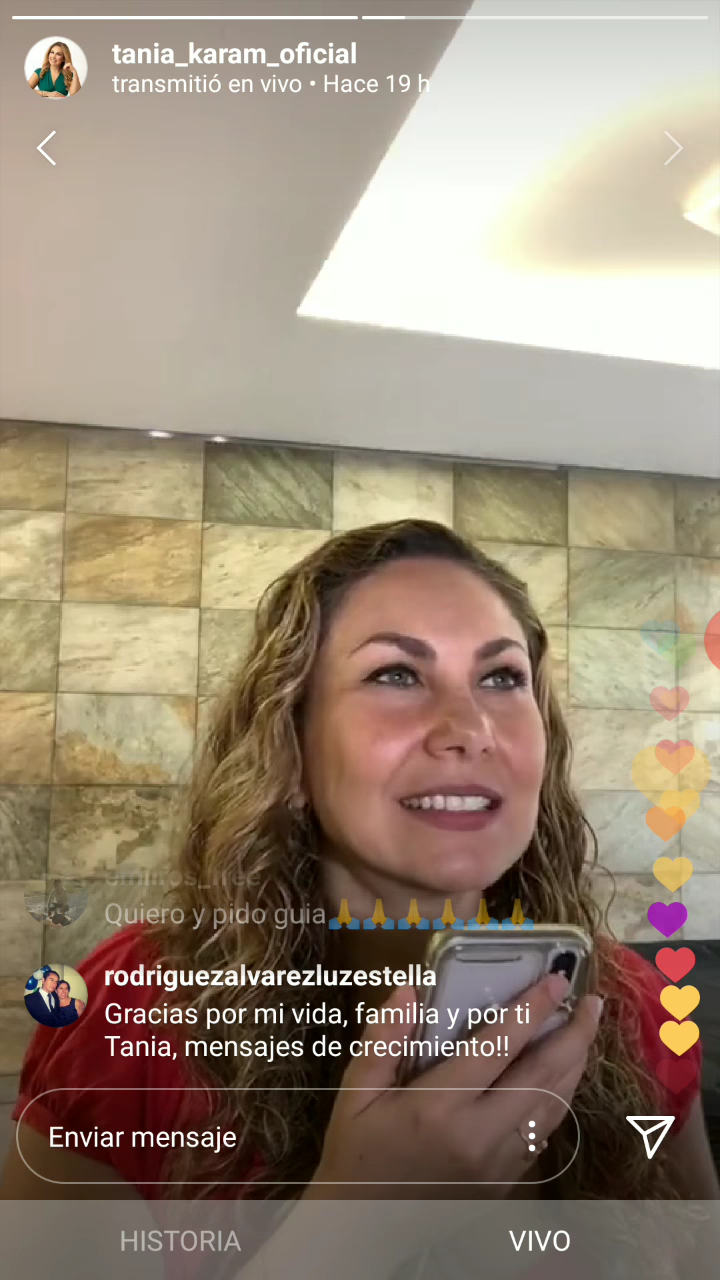 tania_karam_oficial
transmitió en vivo • Hace 19 h
Quiero y pido guia🙏🙏🙏🙏🙏🙏
rodriguezalvarezluzestella
Gracias por mi vida, familia y por ti
Tania, mensajes de crecimiento!!
Enviar mensaje
HISTORIA
VIVO